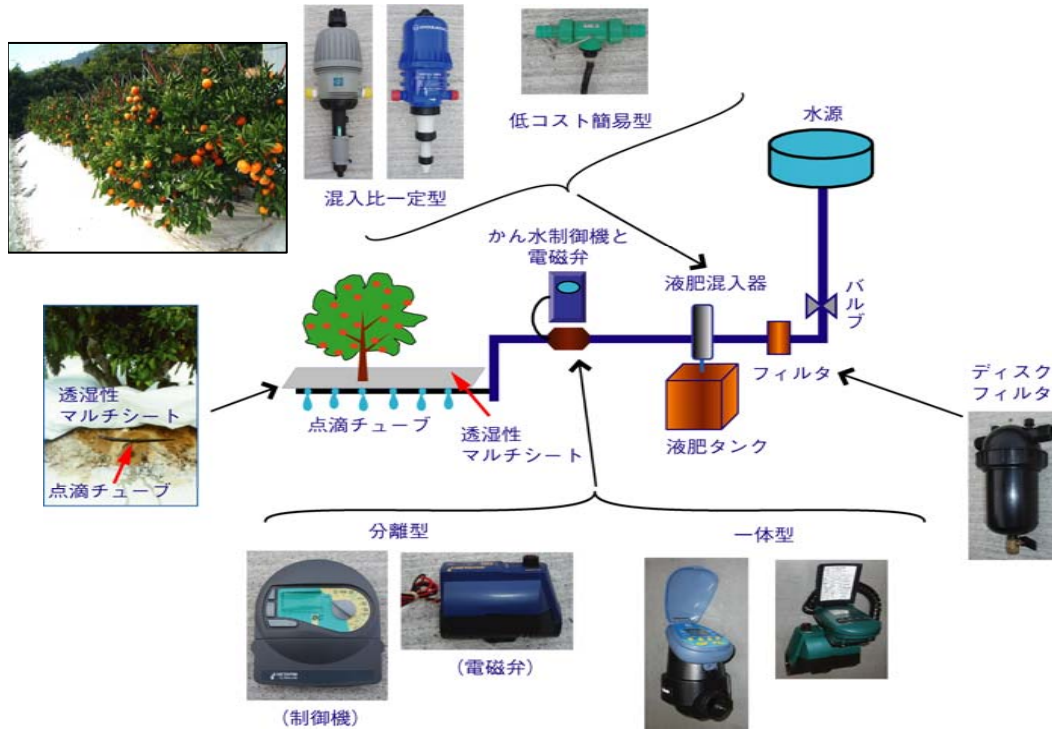 水源
低コスト簡易型
混入比一定型
かん水制御機と
電磁弁
液肥混入器
バルブ
フィルタ
ディスク
フィルタ
液肥タンク
透湿性
マルチシート
点滴チューブ
点滴チューブ
透湿性
マルチシート
分離型
一体型
(電磁弁)
(制御機)